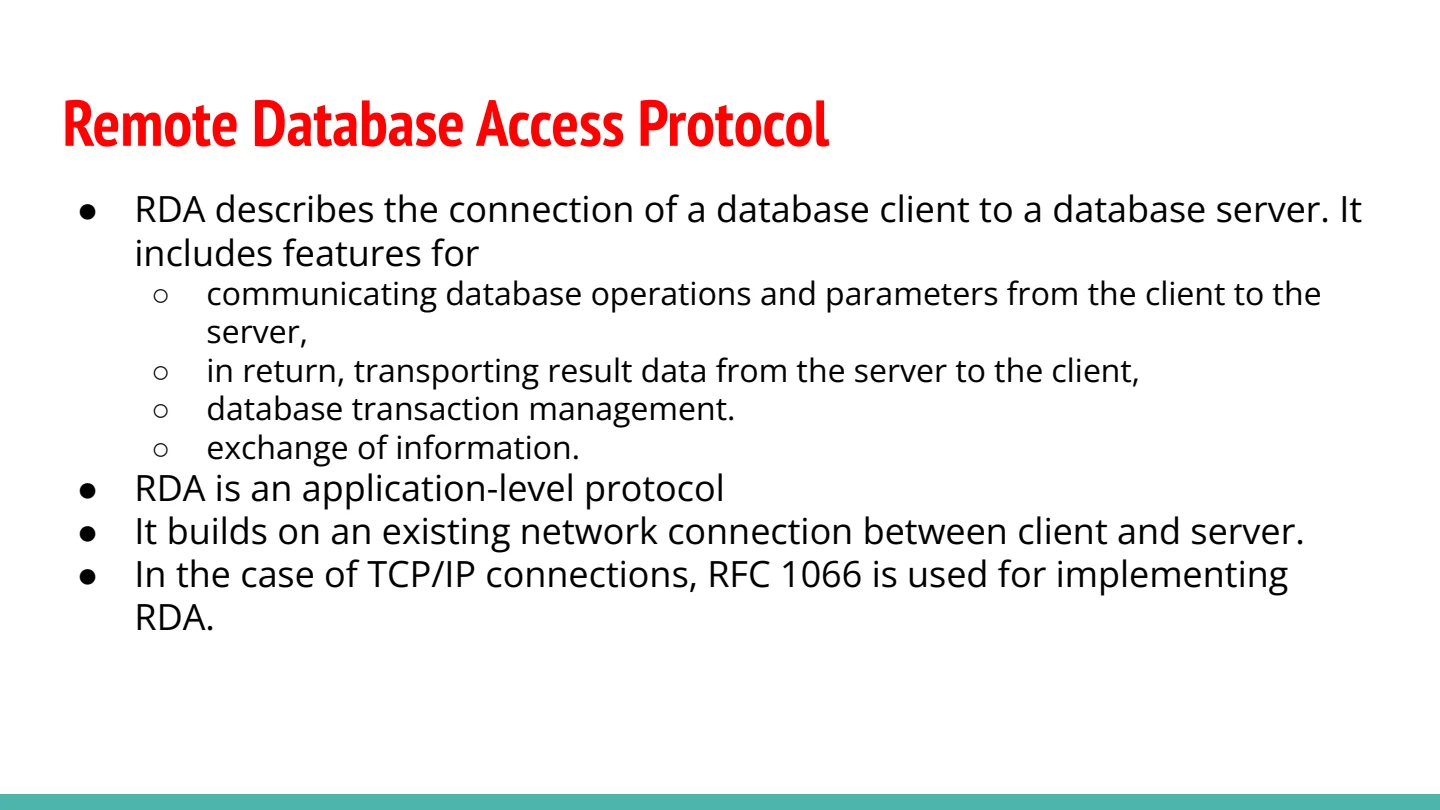 Remote Database Access Protocol
● RDA describes the connection of a database client to a database server. It
includes features for
○ communicating database operations and parameters from the client to the
server,
○ in return, transporting result data from the server to the client,
○ database transaction management.
○ exchange of information.
● RDA is an application-level protocol
● It builds on an existing network connection between client and server.
● In the case of TCP/IP connections, RFC 1066 is used for implementing
RDA.